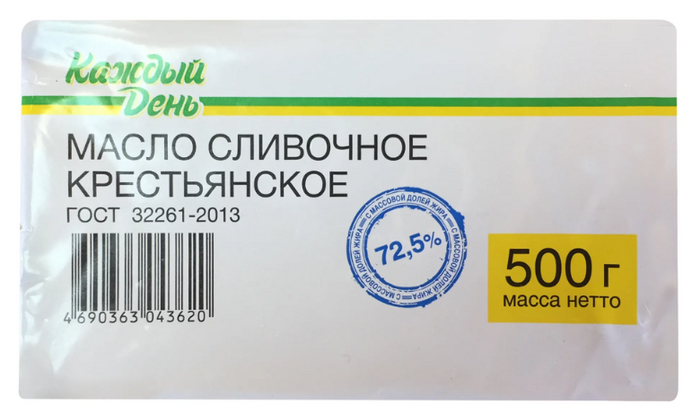 Каждый
День
МАСЛО СЛИВОЧНОЕ
КРЕСТЬЯНСКОЕ
ГОСТ 32261-2013
С МАССОВОЙ ДОЛЕЙ ЖИРА
72,5%
С МАССОВОЙ ДОЛЕЙ ЖИРА
500 г
масса нетто
4 690363 043620